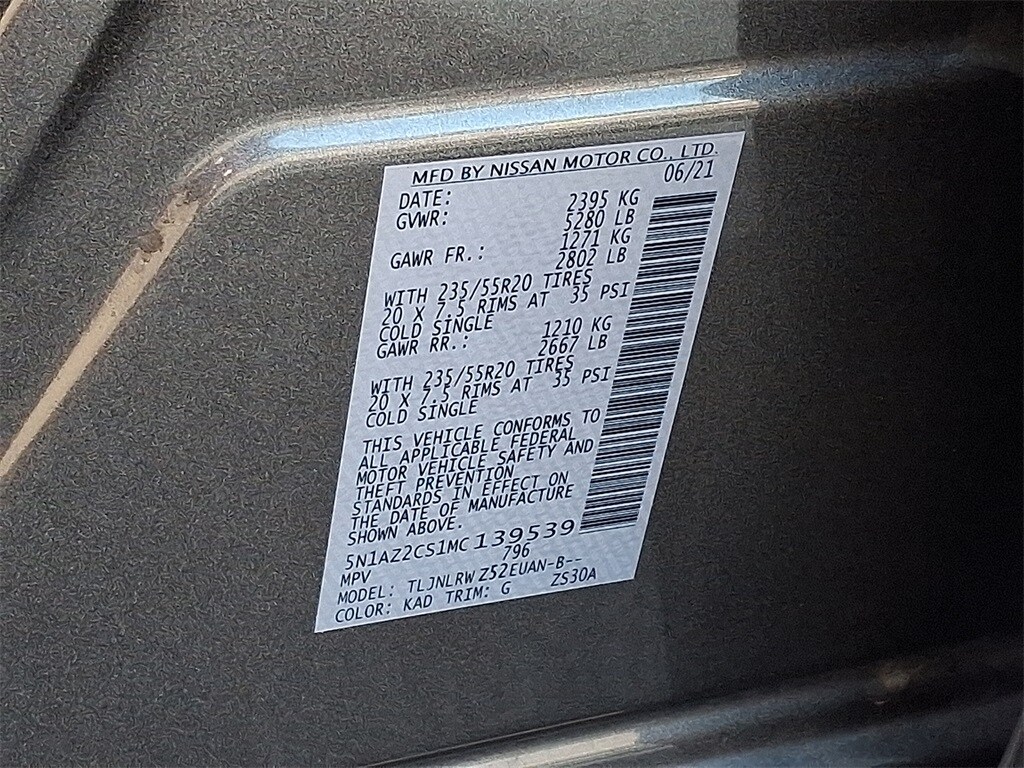 MFD BY NISSAN MOTOR CO., LTD.
DATE: 06/21
GVWR: 2395 KG
5280 LB
GAWR FR.: 1271 KG
2802 LB
WITH 235/55R20 TIRES
20 X 7.5 RIMS AT 35 PSI
COLD SINGLE
GAWR RR.: 1210 KG
2667 LB
WITH 235/55R20 TIRES
20 X 7.5 RIMS AT 35 PSI
COLD SINGLE
THIS VEHICLE CONFORMS TO
ALL APPLICABLE FEDERAL
MOTOR VEHICLE SAFETY AND
THEFT PREVENTION
STANDARDS IN EFFECT ON
THE DATE OF MANUFACTURE
SHOWN ABOVE.
5N1AZ2CS1MC139539
MPV 796
MODEL: TLJNLRWZ52EUAN-B--
COLOR: KAD TRIM: G ZS30A